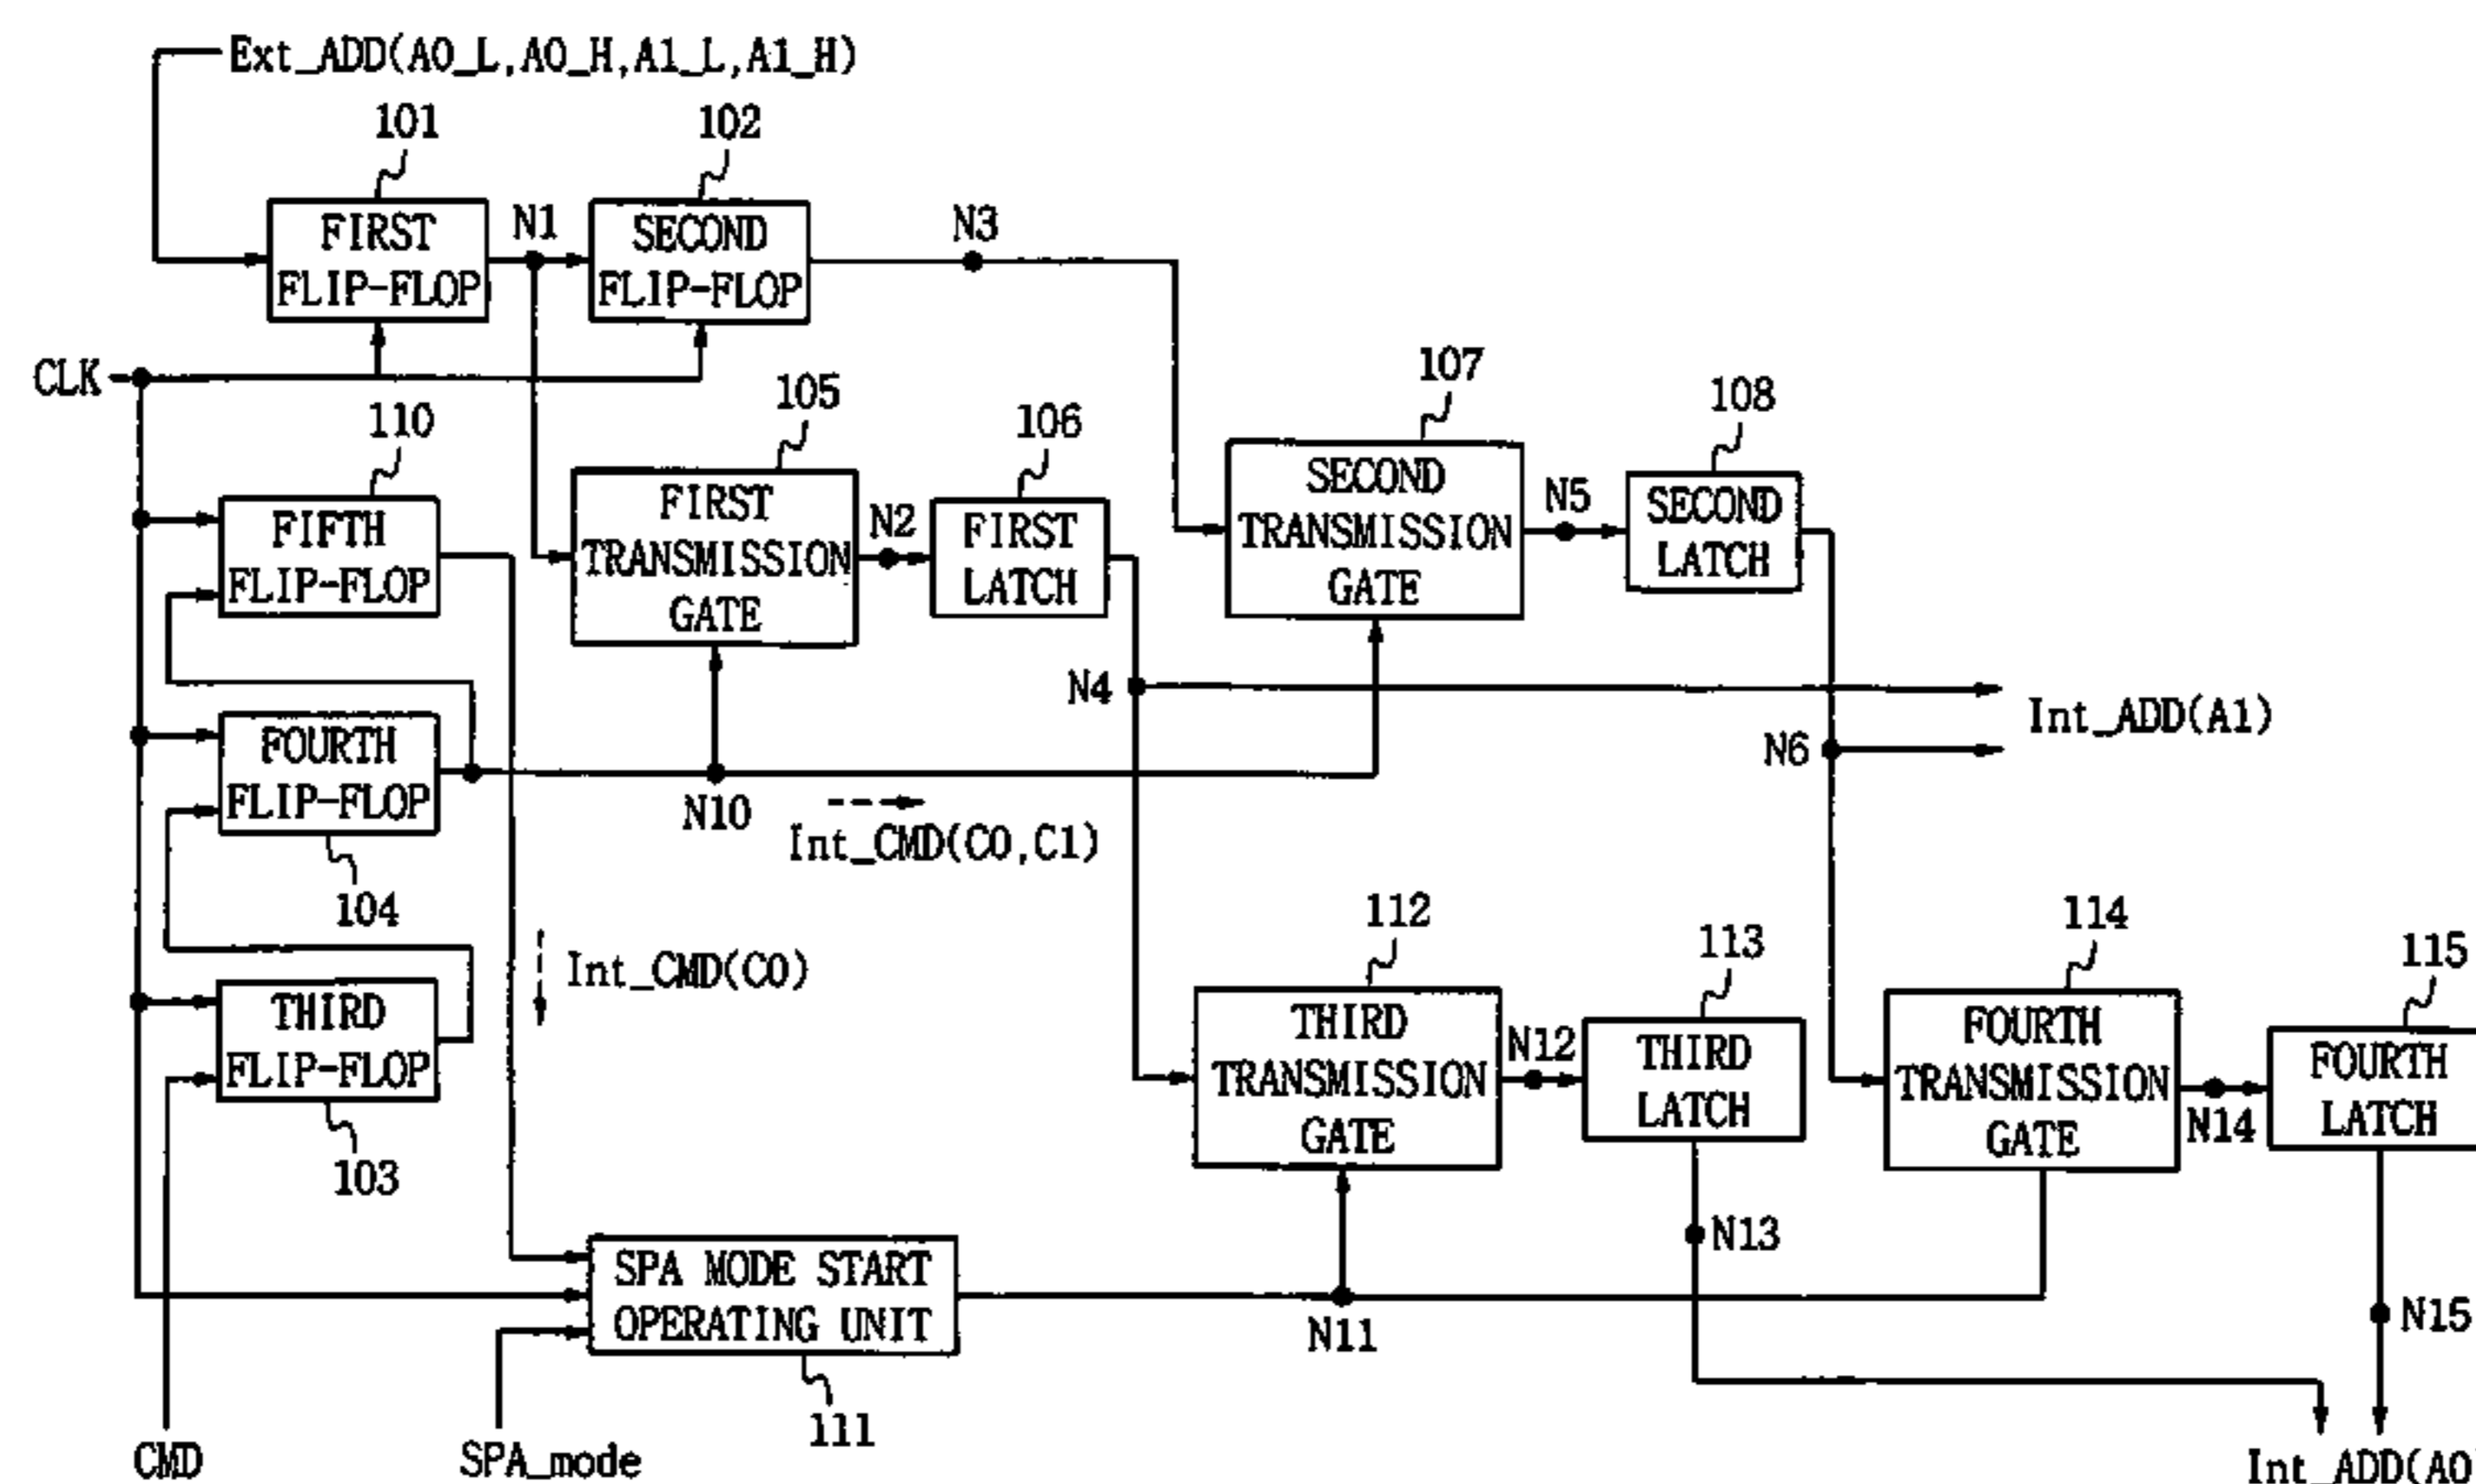 Ext_ADD(A0_L,A0_H,A1_L,A1_H)
101
102
FIRST
FLIP-FLOP
N1
SECOND
FLIP-FLOP
N3
CLK
110
105
106
107
108
FIFTH
FLIP-FLOP
FIRST
TRANSMISSION
GATE
N2
FIRST
LATCH
SECOND
TRANSMISSION
GATE
N5
SECOND
LATCH
N4
Int_ADD(A1)
N6
FOURTH
FLIP-FLOP
N10
Int_CMD(C0,C1)
104
112
113
114
115
Int_CMD(C0)
THIRD
FLIP-FLOP
103
THIRD
TRANSMISSION
GATE
N12
THIRD
LATCH
FOURTH
TRANSMISSION
GATE
N14
FOURTH
LATCH
N13
SPA MODE START
OPERATING UNIT
N11
N15
111
CMD
SPA_mode
Int_ADD(A0